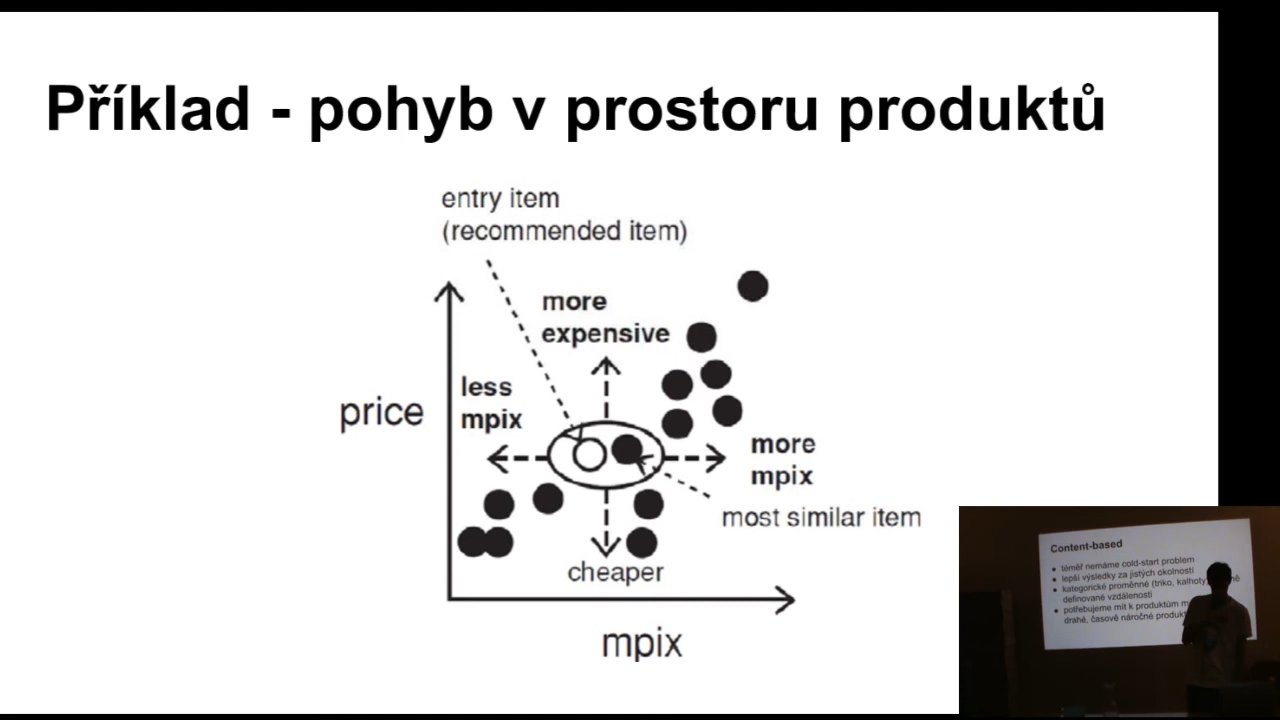 Příklad - pohyb v prostoru produktů
entry item
(recommended item)
more
expensive
less
mpix
price
more
mpix
most similar item
cheaper
mpix
Content-based
téměř nemáme cold-start problem
lepší výsledky za jistých okolností
kategorické proměnné (triko, kalhoty)
definované vzdálenosti
potřebujeme mít k produktům
drahé, časově náročné